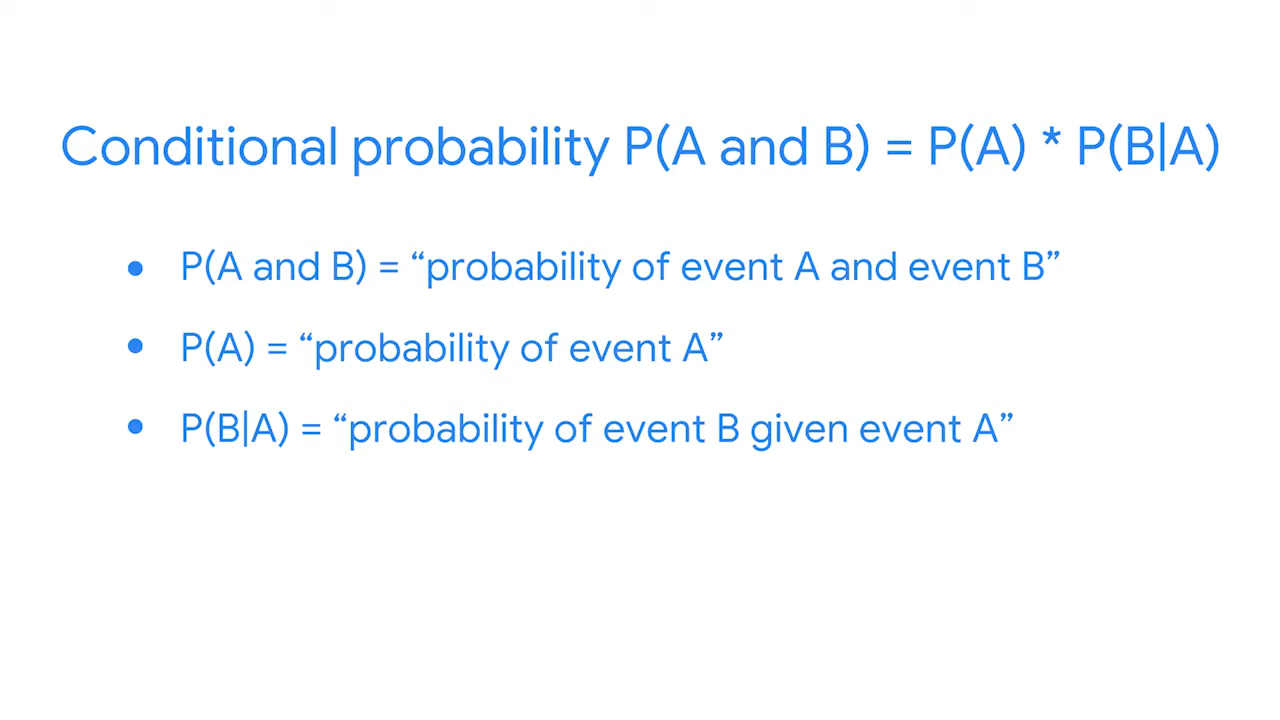 Conditional probability P(A and B) = P(A) * P(B|A)
• P(A and B) = “probability of event A and event B”
• P(A) = “probability of event A”
• P(B|A) = “probability of event B given event A”